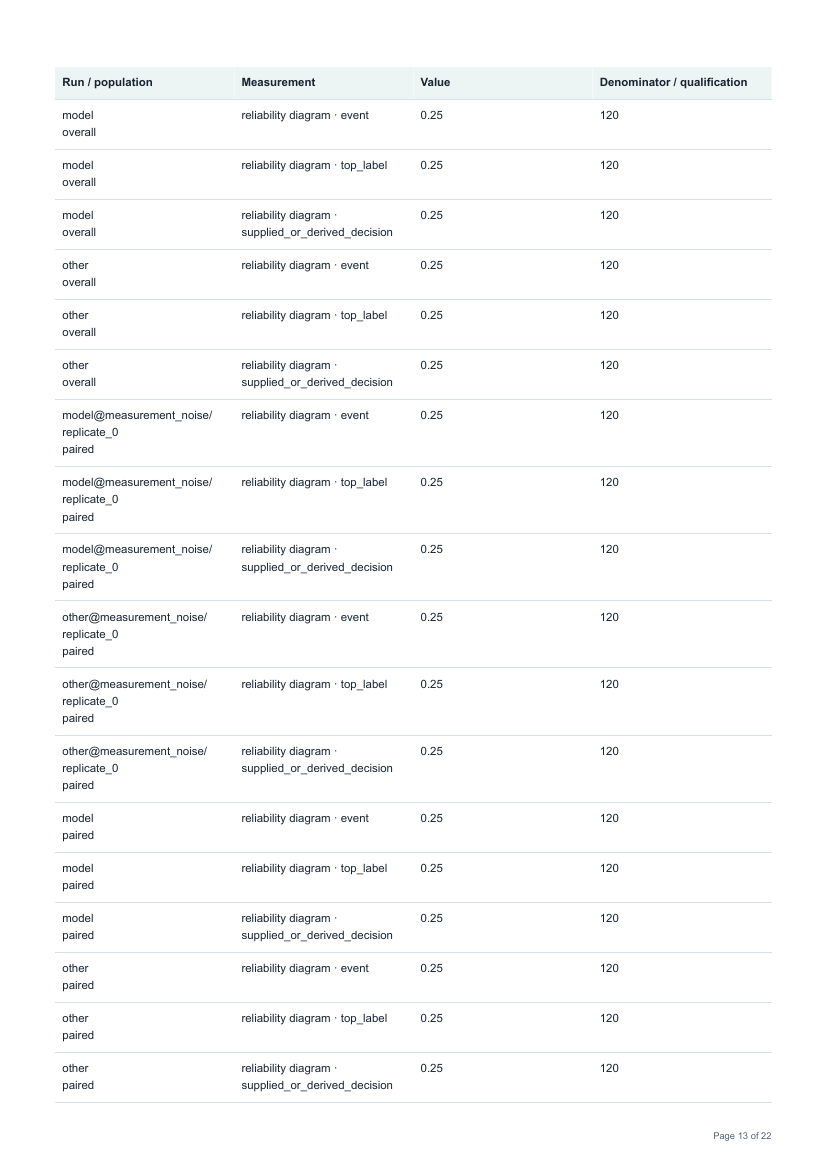 Run / population Measurement Value Denominator / qualification
model reliability diagram · event 0.25 120
overall
model reliability diagram · top_label 0.25 120
overall
model reliability diagram · 0.25 120
overall supplied_or_derived_decision
other reliability diagram · event 0.25 120
overall
other reliability diagram · top_label 0.25 120
overall
other reliability diagram · 0.25 120
overall supplied_or_derived_decision
model@measurement_noise/ reliability diagram · event 0.25 120
replicate_0
paired
model@measurement_noise/ reliability diagram · top_label 0.25 120
replicate_0
paired
model@measurement_noise/ reliability diagram · 0.25 120
replicate_0 supplied_or_derived_decision
paired
other@measurement_noise/ reliability diagram · event 0.25 120
replicate_0
paired
other@measurement_noise/ reliability diagram · top_label 0.25 120
replicate_0
paired
other@measurement_noise/ reliability diagram · 0.25 120
replicate_0 supplied_or_derived_decision
paired
model reliability diagram · event 0.25 120
paired
model reliability diagram · top_label 0.25 120
paired
model reliability diagram · 0.25 120
paired supplied_or_derived_decision
other reliability diagram · event 0.25 120
paired
other reliability diagram · top_label 0.25 120
paired
other reliability diagram · 0.25 120
paired supplied_or_derived_decision
Page 13 of 22